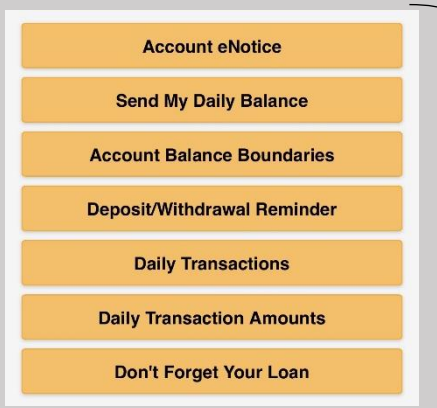 Account eNotice
Send My Daily Balance
Account Balance Boundaries
Deposit/Withdrawal Reminder
Daily Transactions
Daily Transaction Amounts
Don't Forget Your Loan